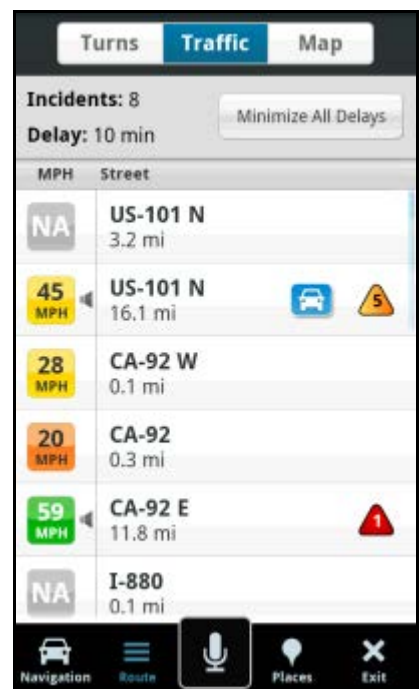 Turns Traffic Map
Incidents: 8
Delay: 10 min
Minimize All Delays
MPH Street
NA US-101 N
3.2 mi
45 MPH US-101 N
16.1 mi
5
28 MPH CA-92 W
0.1 mi
20 MPH CA-92
0.3 mi
59 MPH CA-92 E
11.8 mi
1
NA I-880
0.1 mi
Navigation Route Places Exit